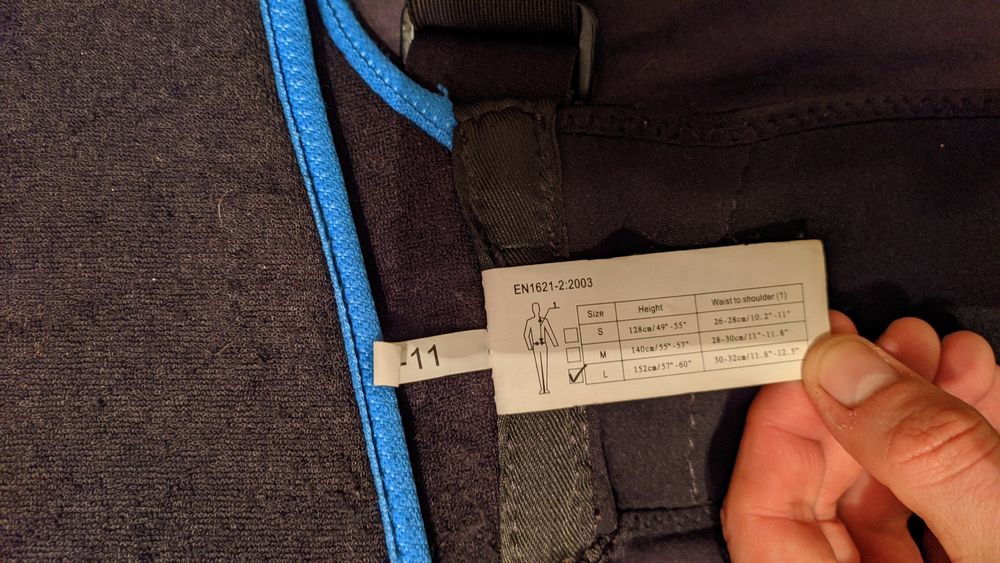 EN1621-2:2003
1
Size Height Waist to shoulder (1)
S 128cm/49"-55" 26-28cm/10.2"-11"
M 140cm/55"-57" 28-30cm/11"-11.8"
L 152cm/57"-60" 30-32cm/11.8"-12.5"
-11